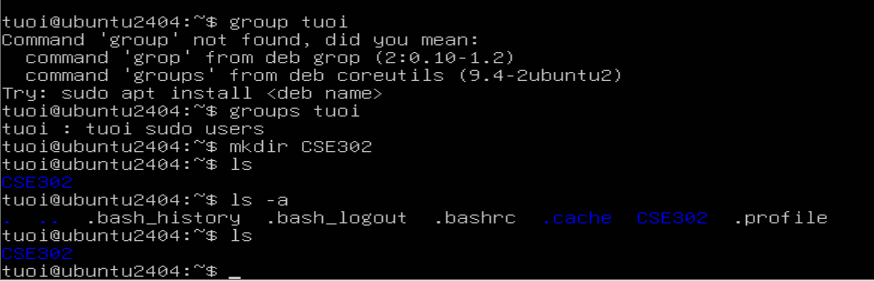 tuoi@ubuntu2404:~$ group tuoi
Command 'group' not found, did you mean:
  command 'grop' from deb grop (2:0.10-1.2)
  command 'groups' from deb coreutils (9.4-2ubuntu2)
Try: sudo apt install <deb name>
tuoi@ubuntu2404:~$ groups tuoi
tuoi : tuoi sudo users
tuoi@ubuntu2404:~$ mkdir CSE302
tuoi@ubuntu2404:~$ ls
CSE302
tuoi@ubuntu2404:~$ ls -a
.  ..  .bash_history  .bash_logout  .bashrc  .cache  CSE302  .profile
tuoi@ubuntu2404:~$ ls
CSE302
tuoi@ubuntu2404:~$ _